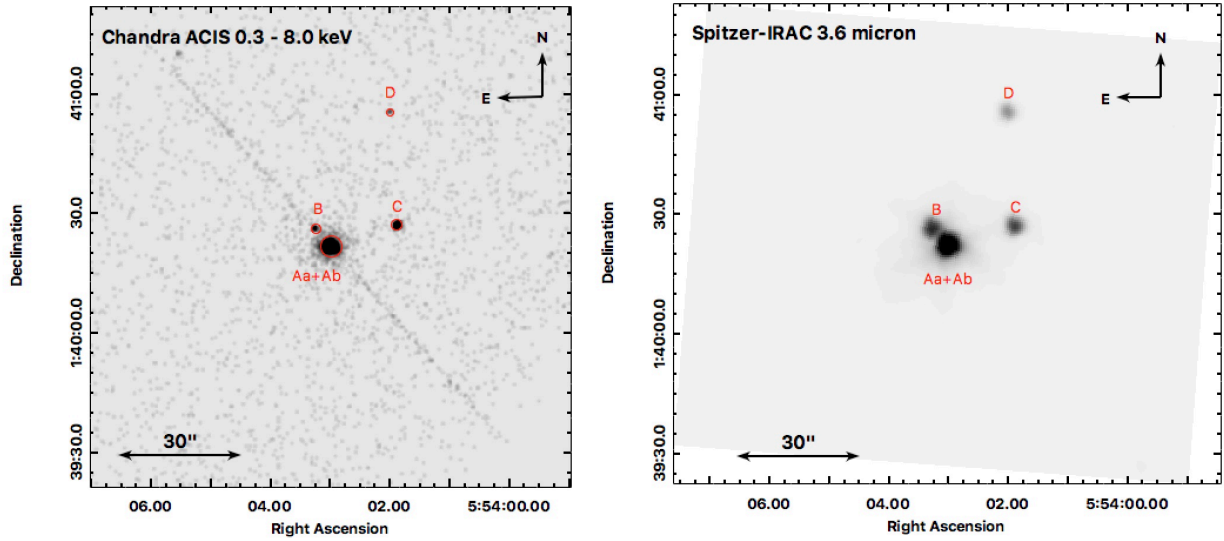 Chandra ACIS 0.3 - 8.0 keV
N
E
D
B
C
Aa+Ab
30"
41:00.0
30.0
1:40:00.0
39:30.0
Declination
06.00
04.00
02.00
5:54:00.00
Right Ascension
Spitzer-IRAC 3.6 micron
N
E
D
B
C
Aa+Ab
30"
41:00.0
30.0
1:40:00.0
39:30.0
Declination
06.00
04.00
02.00
5:54:00.00
Right Ascension